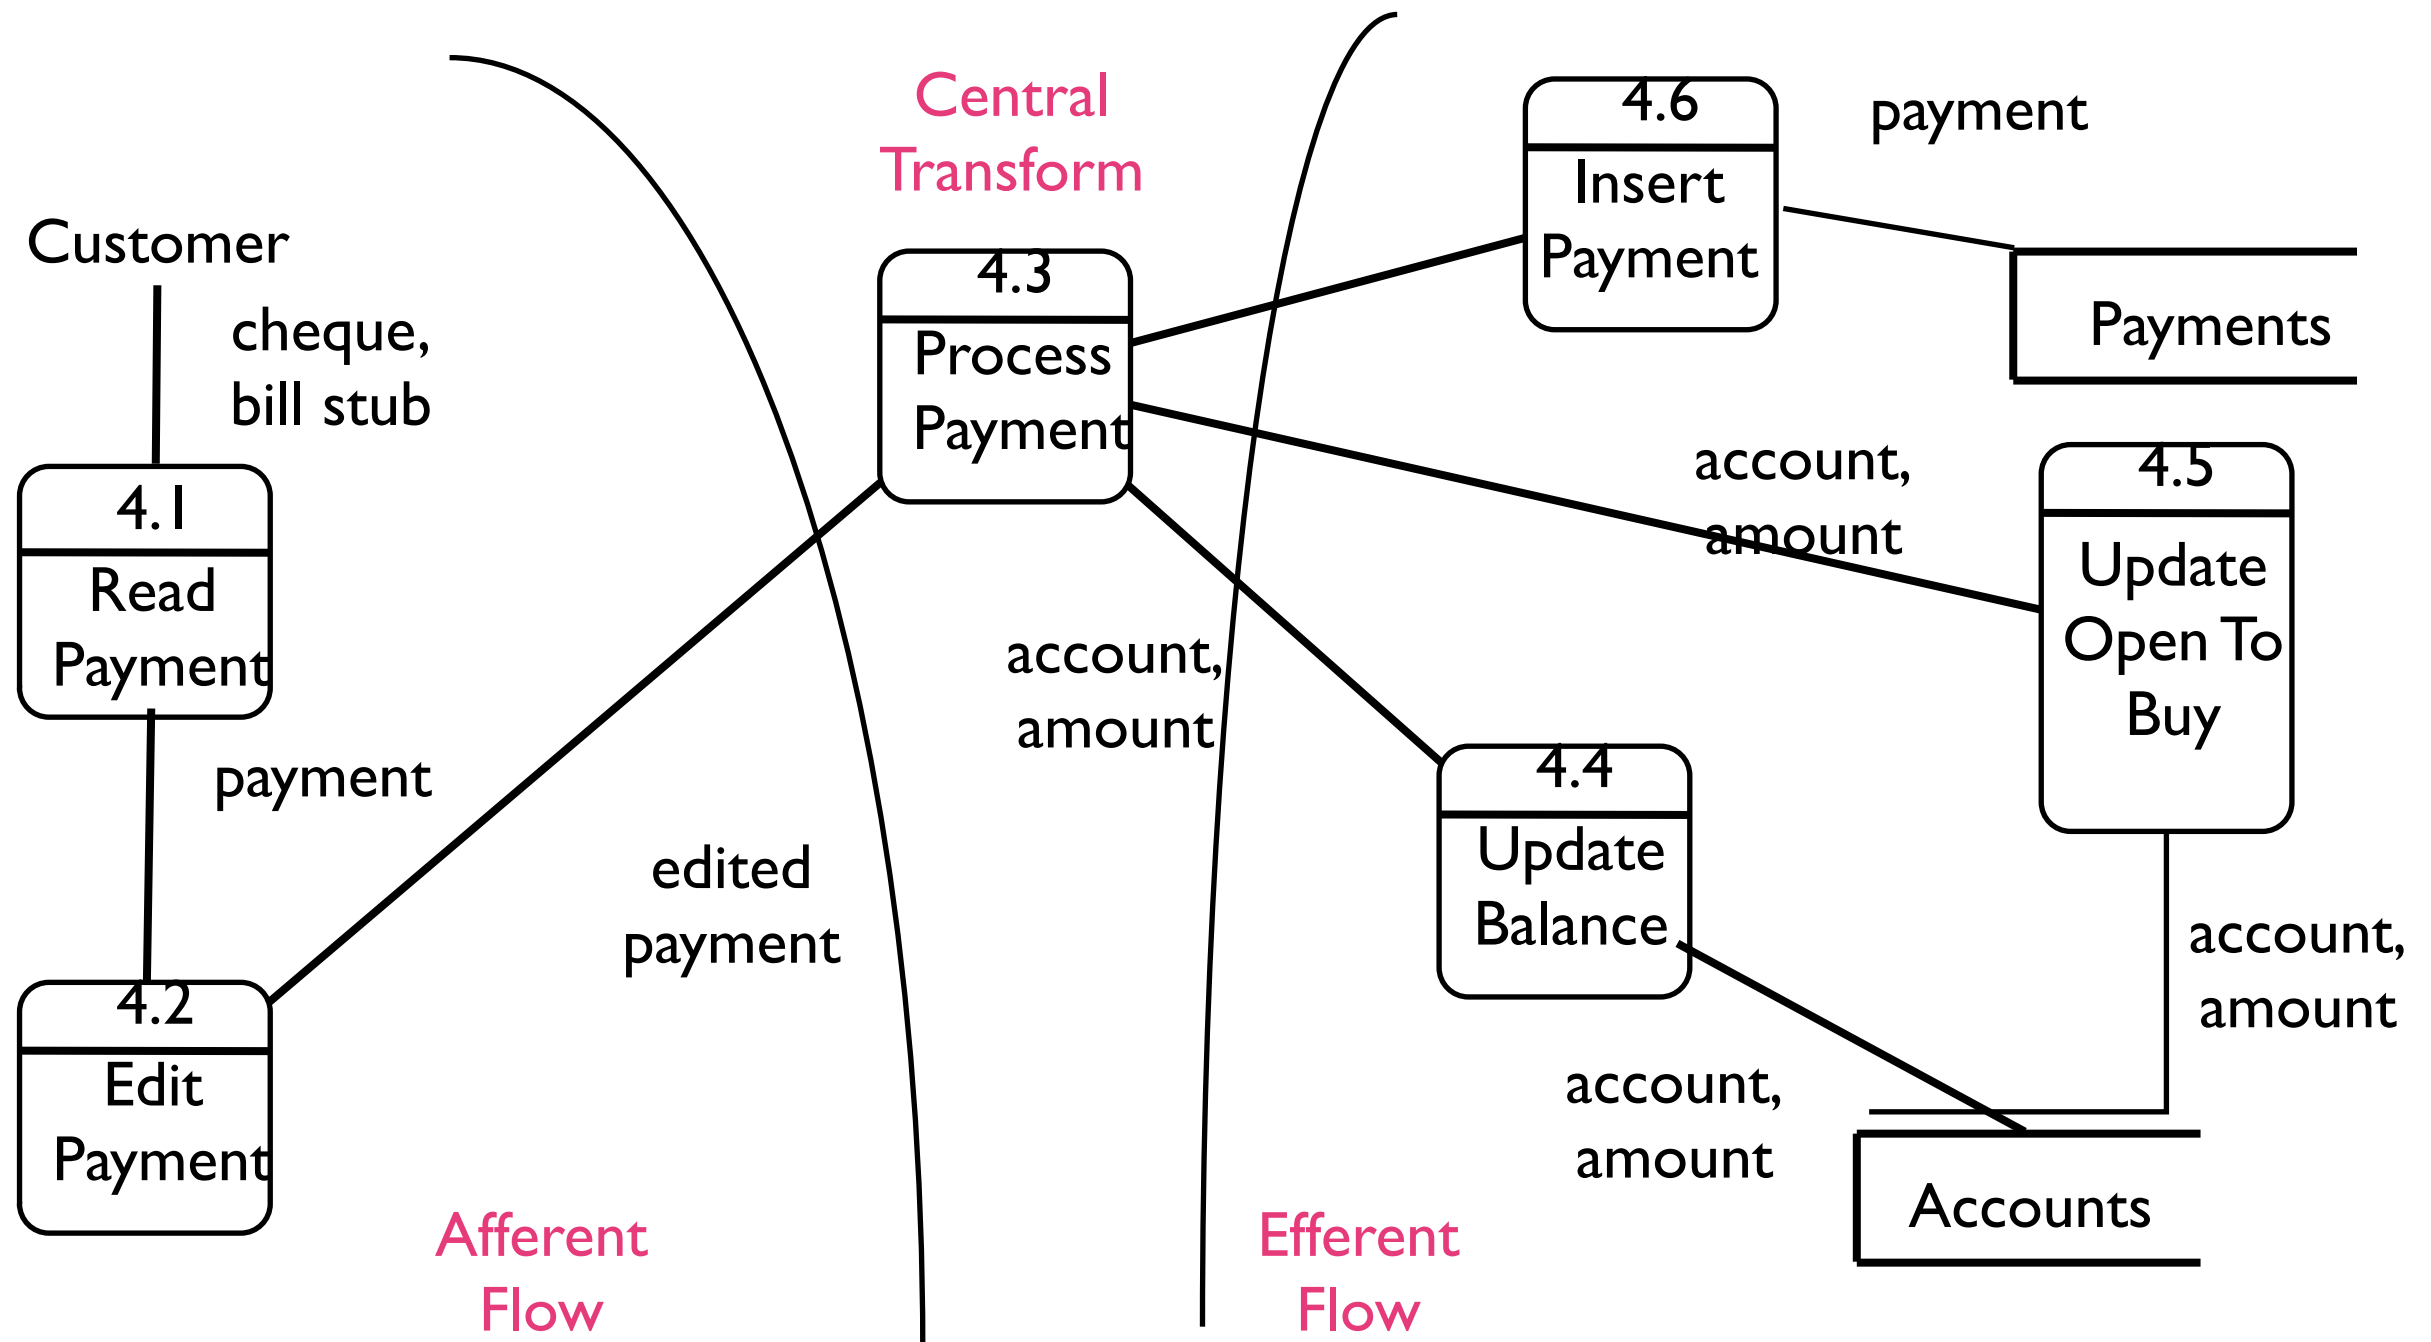 Central
Transform
4.6
Insert
Payment
payment
Payments
Customer
cheque,
bill stub
4.3
Process
Payment
4.1
Read
Payment
account,
amount
4.5
Update
Open To
Buy
payment
account,
amount
edited
payment
4.4
Update
Balance
account,
amount
4.2
Edit
Payment
account,
amount
Accounts
Afferent
Flow
Efferent
Flow